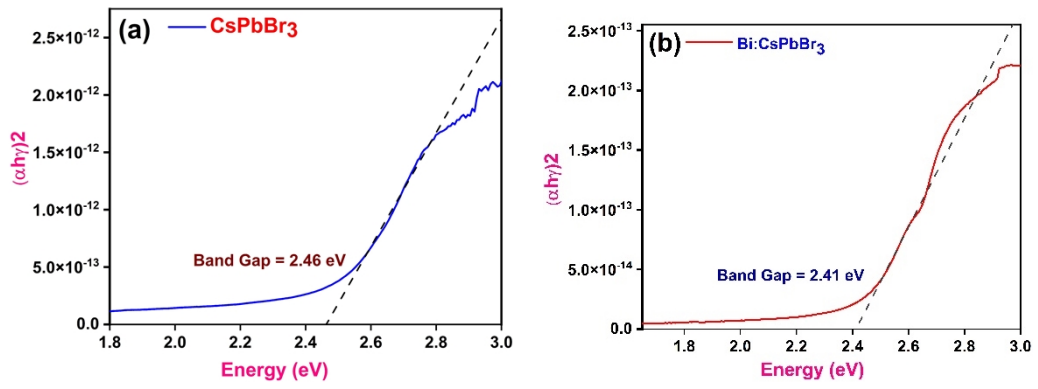 (a)
CsPbBr3
2.5×10-12
2.0×10-12
1.5×10-12
1.0×10-12
5.0×10-13
0.0
(αhγ)2
Band Gap = 2.46 eV
1.8 2.0 2.2 2.4 2.6 2.8 3.0
Energy (eV)
(b)
Bi:CsPbBr3
2.5×10-13
2.0×10-13
1.5×10-13
1.0×10-13
5.0×10-14
0.0
(αhγ)2
Band Gap = 2.41 eV
1.8 2.0 2.2 2.4 2.6 2.8 3.0
Energy (eV)